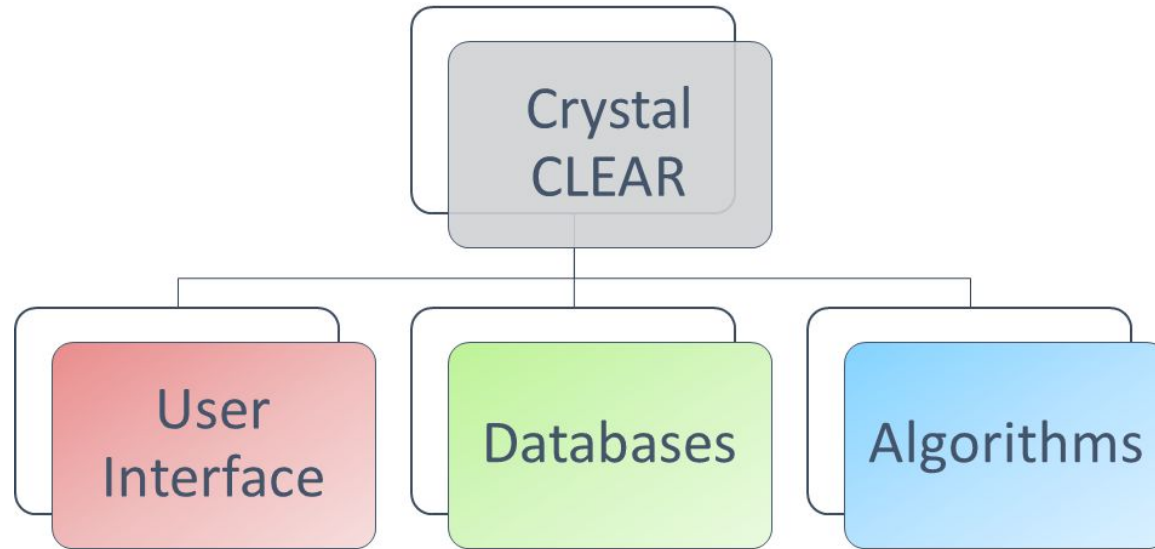 Crystal
CLEAR
User
Interface
Databases
Algorithms